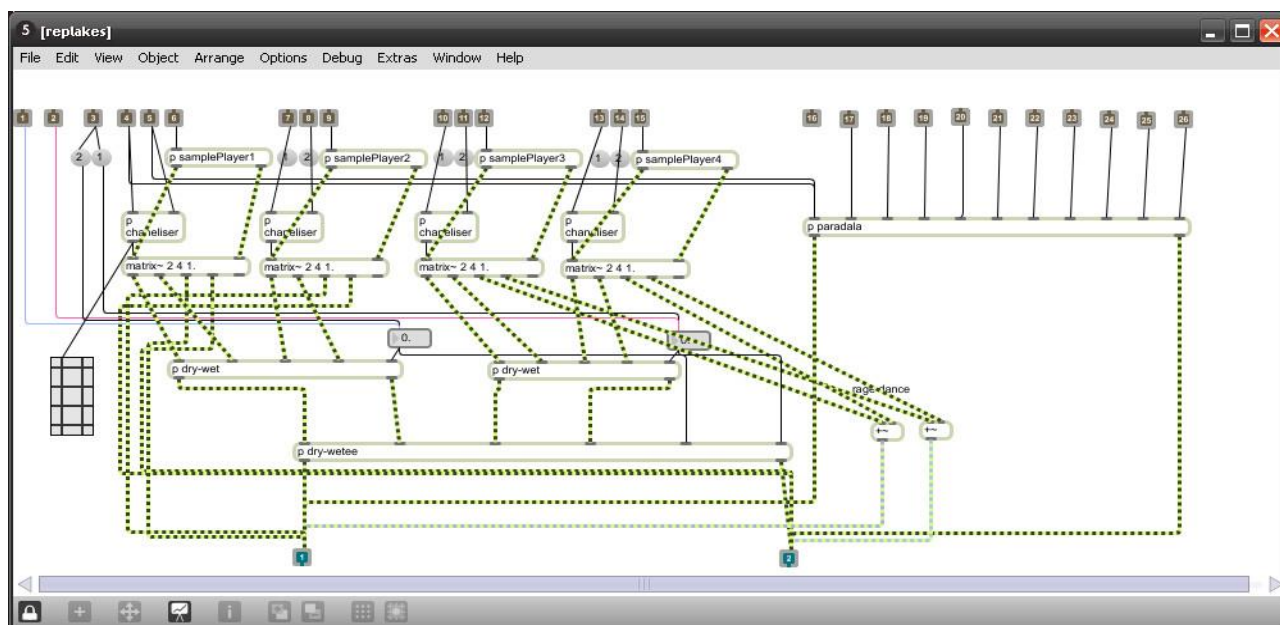 5 [replakes]
File Edit View Object Arrange Options Debug Extras Window Help
1 2 3 4 5 6 7 8 9 10 11 12 13 14 15 16 17 18 19 20 21 22 23 24 25 26
2 1 p samplePlayer1 1 2 p samplePlayer2 1 2 p samplePlayer3 1 2 p samplePlayer4
p
chaneliser
p
chaneliser
p
chaneliser
p
chaneliser
p paradala
matrix~ 2 4 1. matrix~ 2 4 1. matrix~ 2 4 1. matrix~ 2 4 1.
0.
p dry-wet p dry-wet
dance
+~ +~
p dry-wetee
1 2